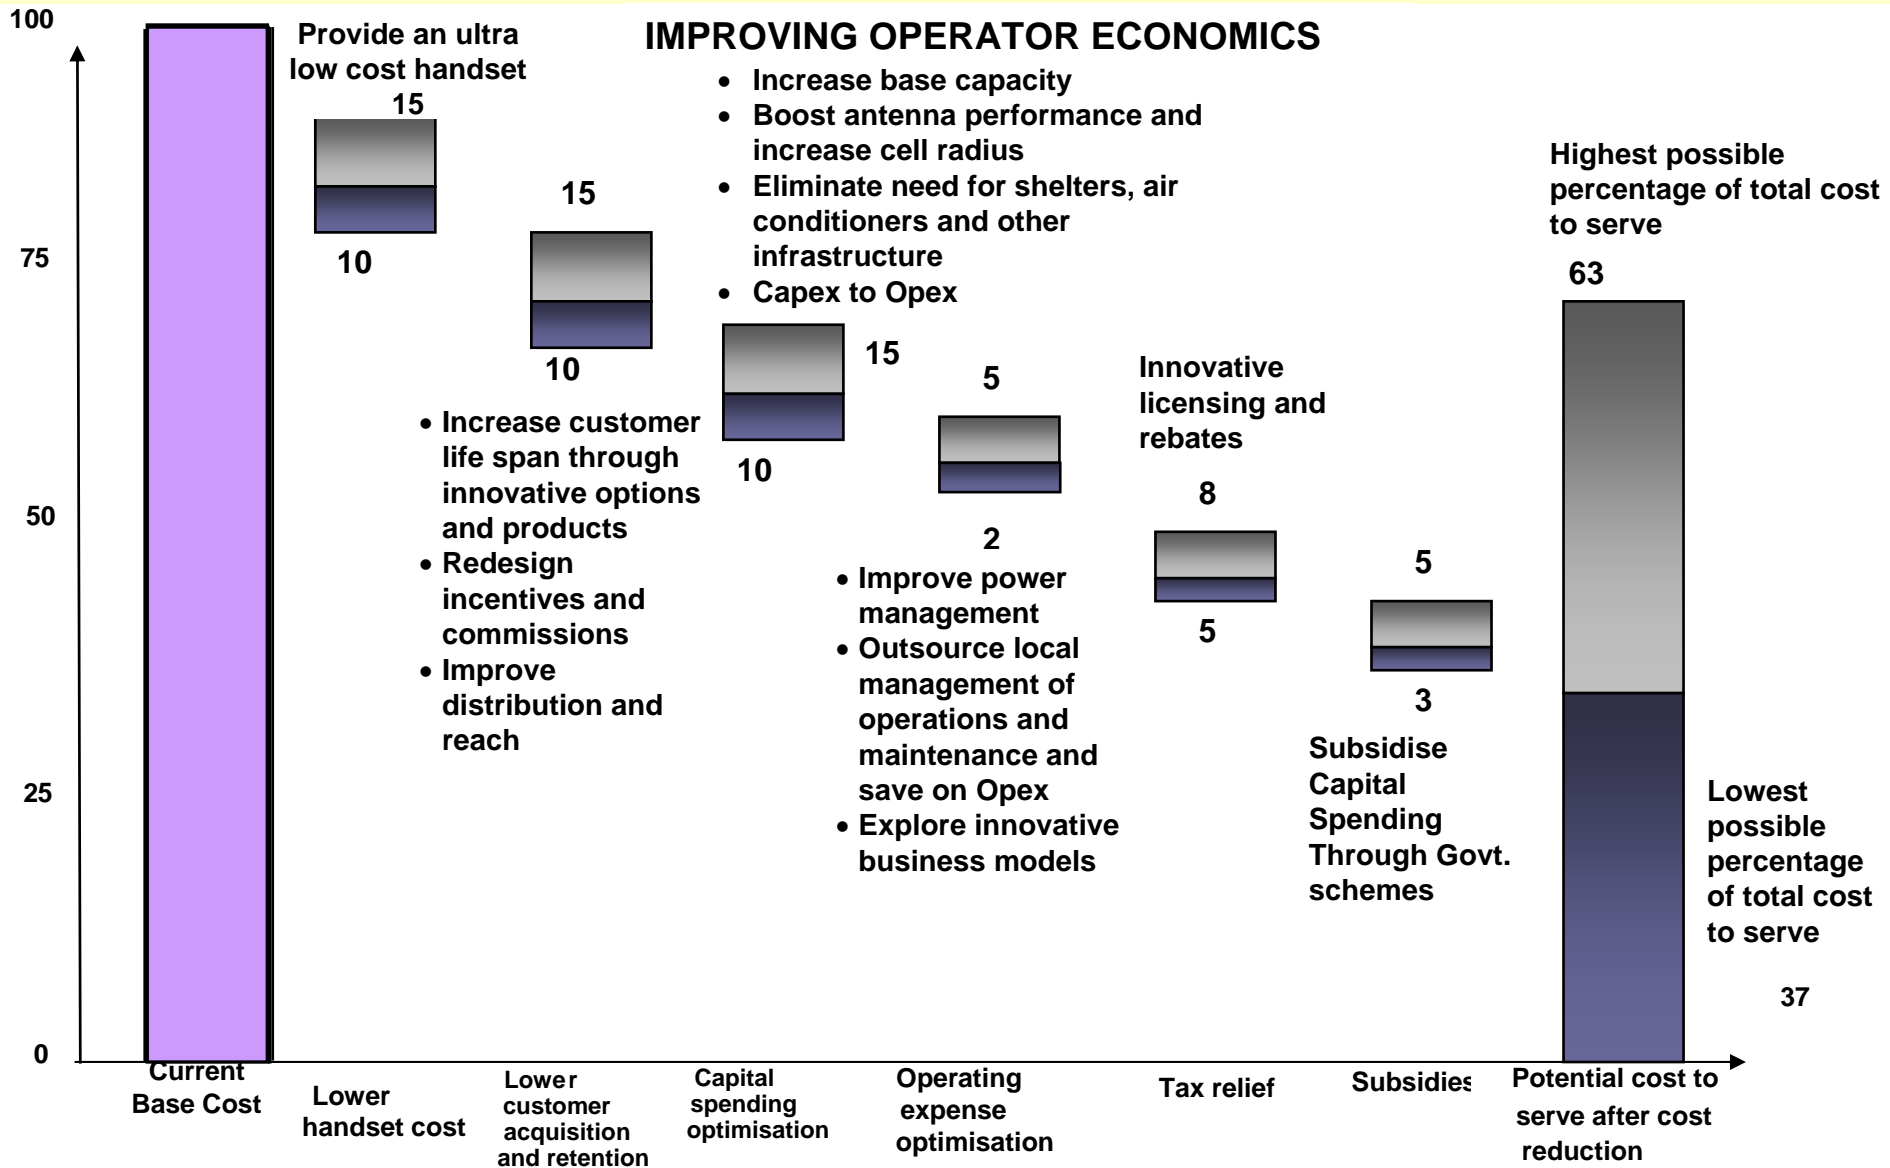 IMPROVING OPERATOR ECONOMICS
100
75
50
25
0
Provide an ultra
low cost handset
15
10
15
10
• Increase customer
life span through
innovative options
and products
• Redesign
incentives and
commissions
• Improve
distribution and
reach
• Increase base capacity
• Boost antenna performance and
increase cell radius
• Eliminate need for shelters, air
conditioners and other
infrastructure
• Capex to Opex
15
10
5
2
• Improve power
management
• Outsource local
management of
operations and
maintenance and
save on Opex
• Explore innovative
business models
Innovative
licensing and
rebates
8
5
5
3
Subsidise
Capital
Spending
Through Govt.
schemes
Highest possible
percentage of total cost
to serve
63
Lowest
possible
percentage
of total cost
to serve
37
Current
Base Cost
Lower
handset cost
Lower
customer
acquisition
and retention
Capital
spending
optimisation
Operating
expense
optimisation
Tax relief
Subsidies
Potential cost to
serve after cost
reduction